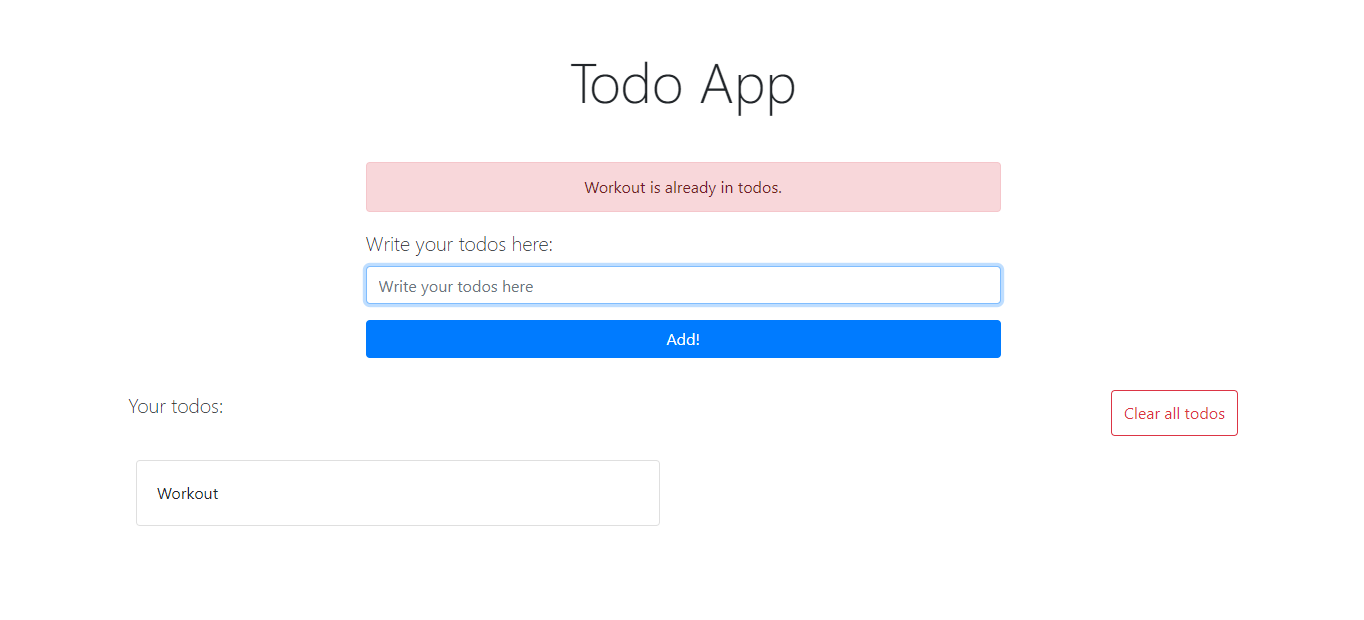 Todo App
Workout is already in todos.
Write your todos here:
Write your todos here
Add!
Your todos:
Clear all todos
Workout